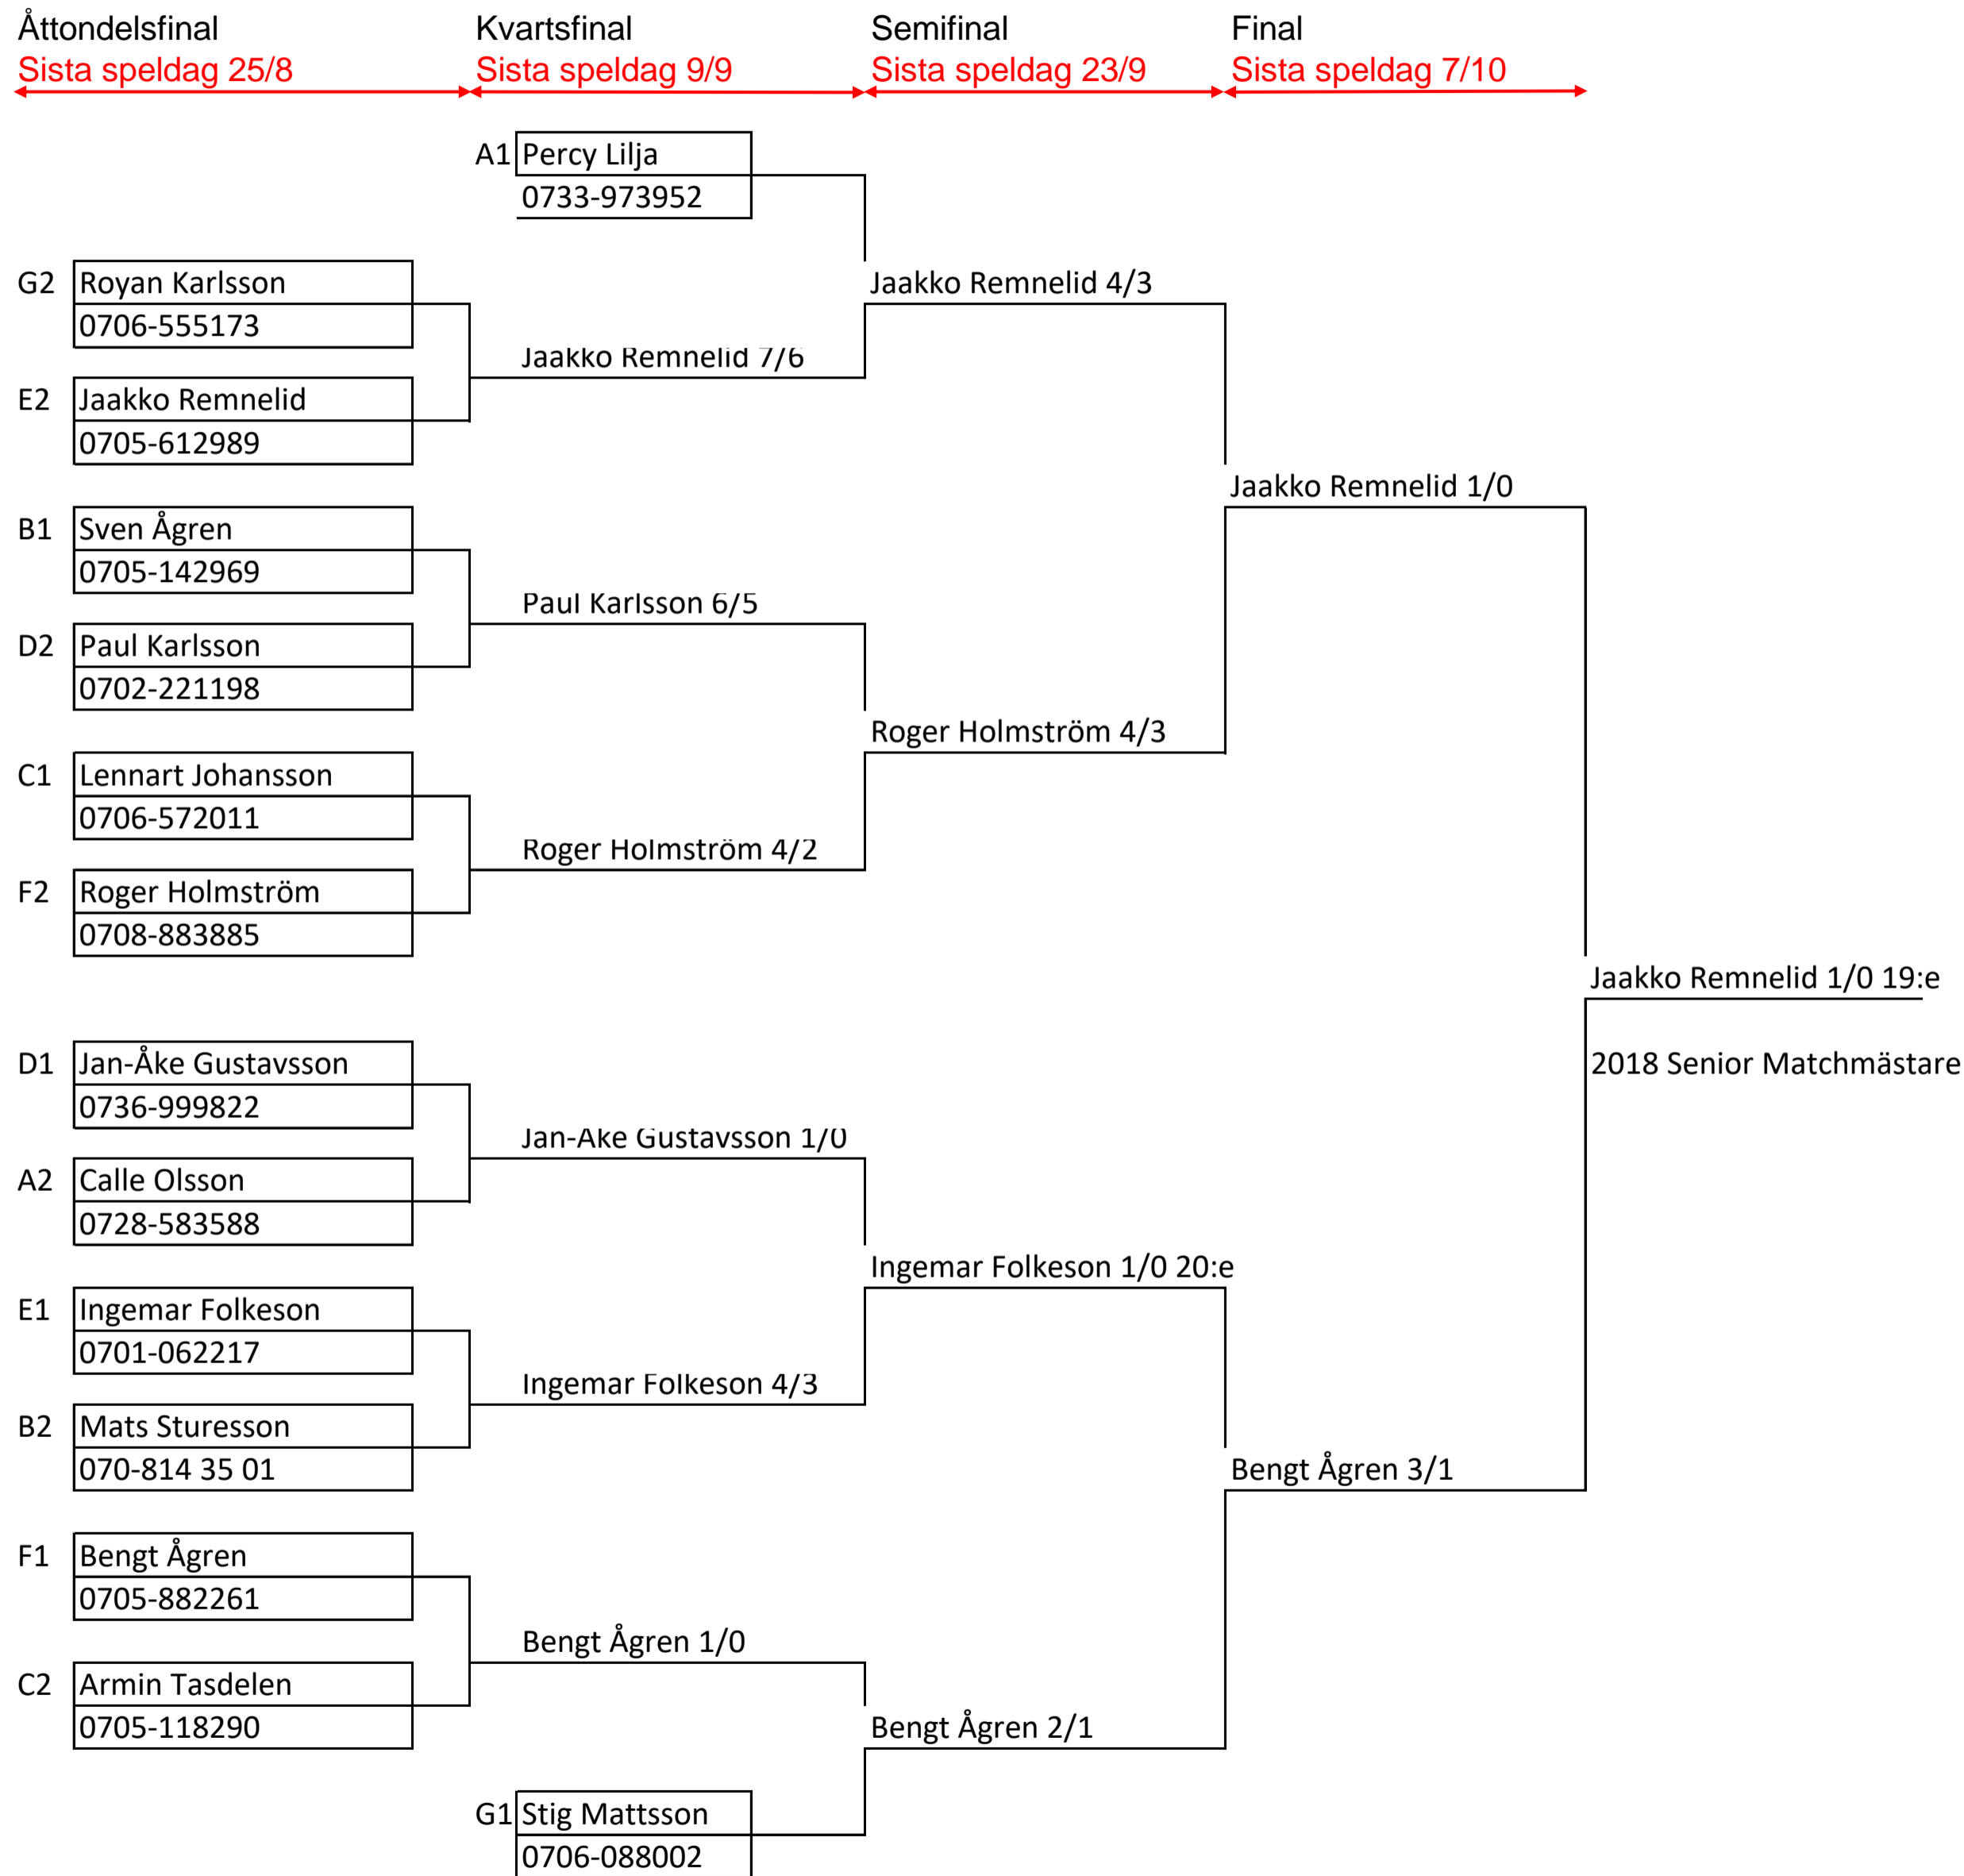 Åttondelsfinal Kvartsfinal Semifinal Final
Sista speldag 25/8 Sista speldag 9/9 Sista speldag 23/9 Sista speldag 7/10
A1 Percy Lilja
0733-973952
G2 Royan Karlsson Jaakko Remnelid 4/3
0706-555173
Jaakko Remnelid 7/6
E2 Jaakko Remnelid
0705-612989
Jaakko Remnelid 1/0
B1 Sven Ågren
0705-142969
Paul Karlsson 6/5
D2 Paul Karlsson
0702-221198
Roger Holmström 4/3
C1 Lennart Johansson
0706-572011
Roger Holmström 4/2
F2 Roger Holmström
0708-883885
Jaakko Remnelid 1/0 19:e
D1 Jan-Åke Gustavsson 2018 Senior Matchmästare
0736-999822
Jan-Åke Gustavsson 1/0
A2 Calle Olsson
0728-583588
Ingemar Folkeson 1/0 20:e
E1 Ingemar Folkeson
0701-062217
Ingemar Folkeson 4/3
B2 Mats Sturesson
070-814 35 01 Bengt Ågren 3/1
F1 Bengt Ågren
0705-882261
Bengt Ågren 1/0
C2 Armin Tasdelen
0705-118290 Bengt Ågren 2/1
G1 Stig Mattsson
0706-088002